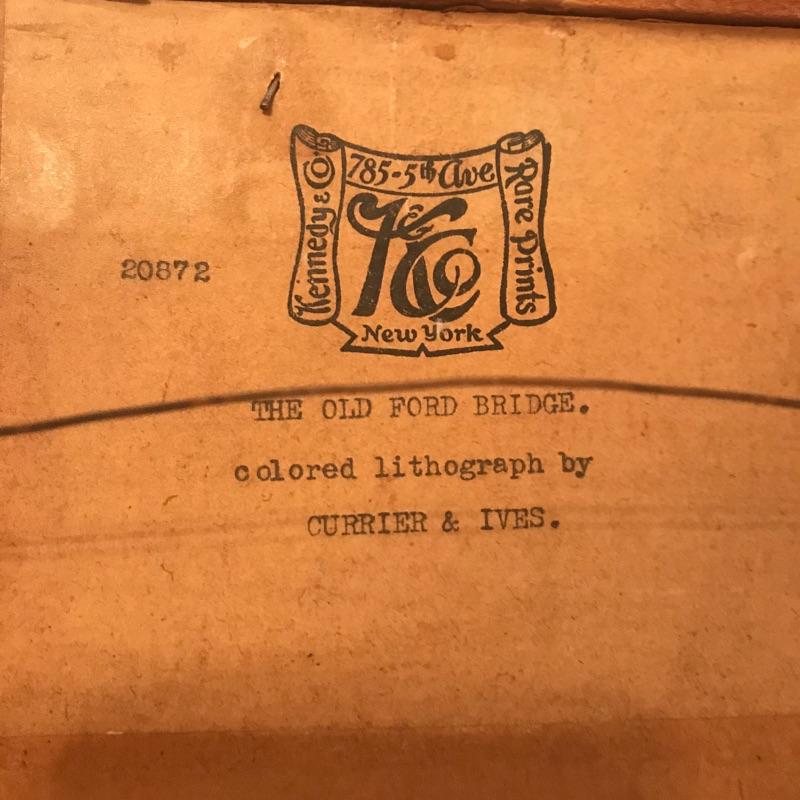 785-5th Ave
Kennedy & Co.
K & Co
Rare Prints
New York
20872
THE OLD FORD BRIDGE.
colored lithograph by
CURRIER & IVES.